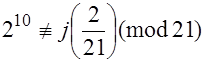 2^{10} ≢ j(2/21)(mod 21)